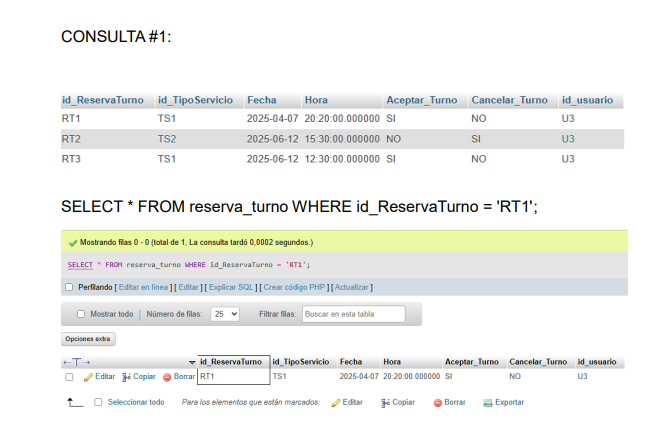 CONSULTA #1:
id_ReservaTurno id_TipoServicio Fecha Hora Aceptar_Turno Cancelar_Turno id_usuario
RT1 TS1 2025-04-07 20:20:00.000000 SI NO U3
RT2 TS2 2025-06-12 15:30:00.000000 NO SI U3
RT3 TS1 2025-06-12 12:30:00.000000 SI NO U3
SELECT * FROM reserva_turno WHERE id_ReservaTurno = 'RT1';
Mostrando filas 0 - 0 (total de 1, La consulta tardó 0,0002 segundos.)
SELECT * FROM reserva_turno WHERE id_ReservaTurno = 'RT1';
Perfilando [ Editar en línea ] [ Editar ] [ Explicar SQL ] [ Crear código PHP ] [ Actualizar ]
Mostrar todo | Número de filas: 25 Filtrar filas: Buscar en esta tabla
Opciones extra
←T→ id_ReservaTurno id_TipoServicio Fecha Hora Aceptar_Turno Cancelar_Turno id_usuario
Editar Copiar Borrar RT1 TS1 2025-04-07 20:20:00.000000 SI NO U3
Seleccionar todo Para los elementos que están marcados: Editar Copiar Borrar Exportar